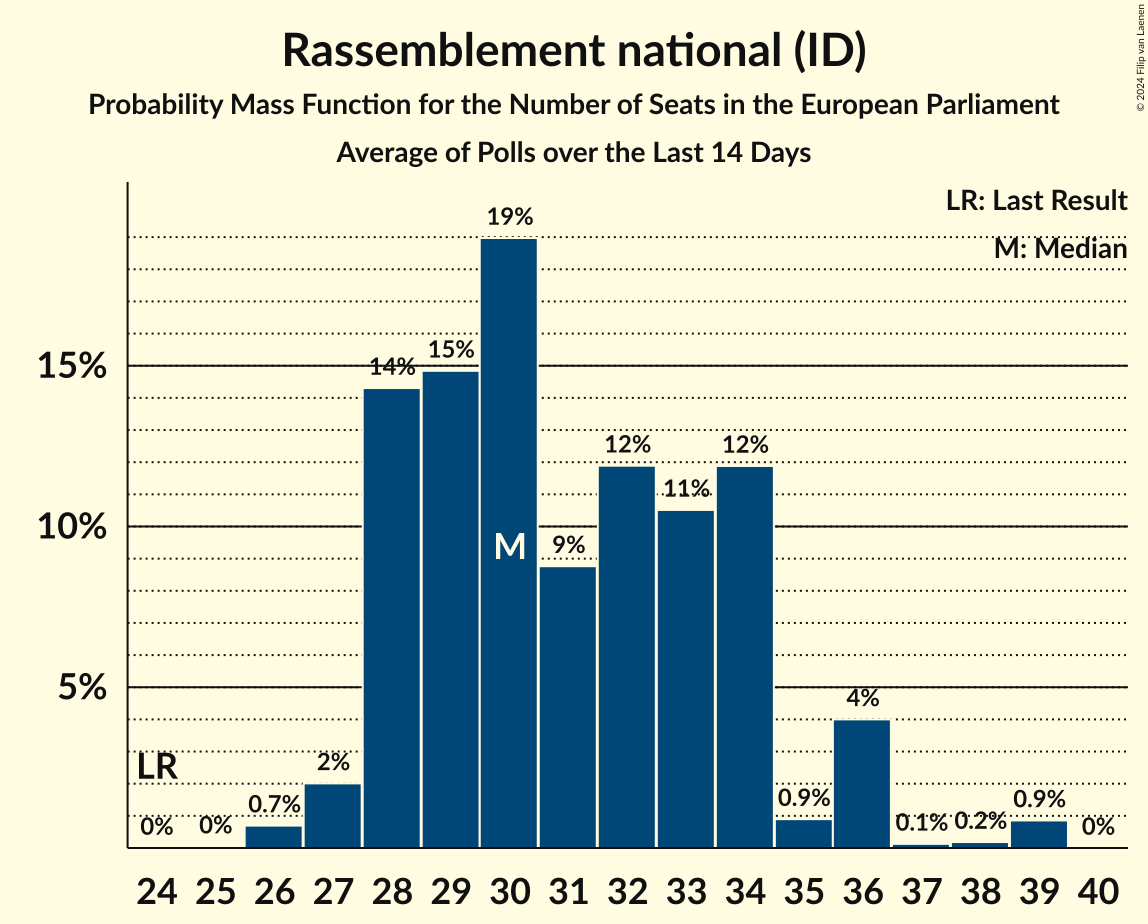 Rassemblement national (ID)
Probability Mass Function for the Number of Seats in the European Parliament
Average of Polls over the Last 14 Days
© 2024 Filip van Laenen
LR: Last Result
M: Median
15%
10%
5%
LR
M
0%
0%
0.7%
2%
14%
15%
19%
9%
12%
11%
12%
0.9%
4%
0.1%
0.2%
0.9%
0%
24 25 26 27 28 29 30 31 32 33 34 35 36 37 38 39 40